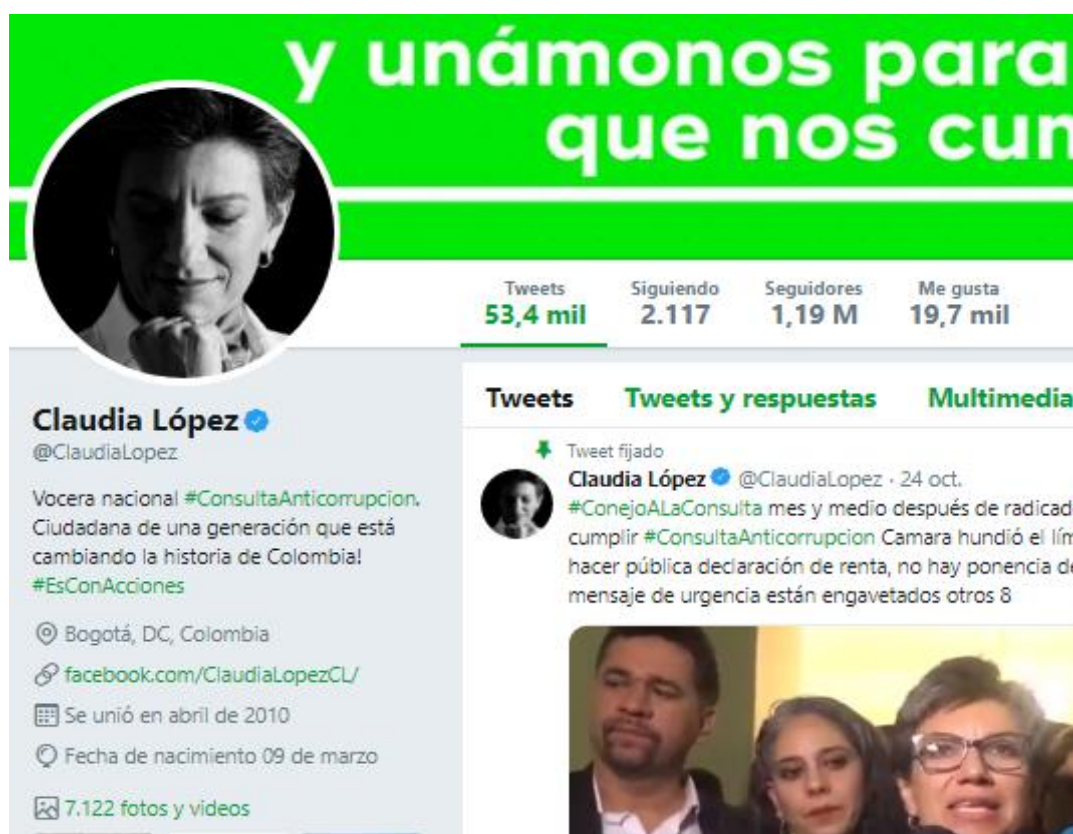 y unámonos para
que nos cum
Tweets Siguiendo Seguidores Me gusta
53,4 mil 2.117 1,19 M 19,7 mil
Claudia López
@ClaudiaLopez
Vocera nacional #ConsultaAnticorrupcion.
Ciudadana de una generación que está
cambiando la historia de Colombia!
#EsConAcciones
Bogotá, DC, Colombia
facebook.com/ClaudiaLopezCL/
Se unió en abril de 2010
Fecha de nacimiento 09 de marzo
7.122 fotos y videos
Tweets Tweets y respuestas Multimedia
Tweet fijado
Claudia López @ClaudiaLopez · 24 oct.
#ConejoALaConsulta mes y medio después de radicad
cumplir #ConsultaAnticorrupcion Camara hundió el lím
hacer pública declaración de renta, no hay ponencia de
mensaje de urgencia están engavetados otros 8